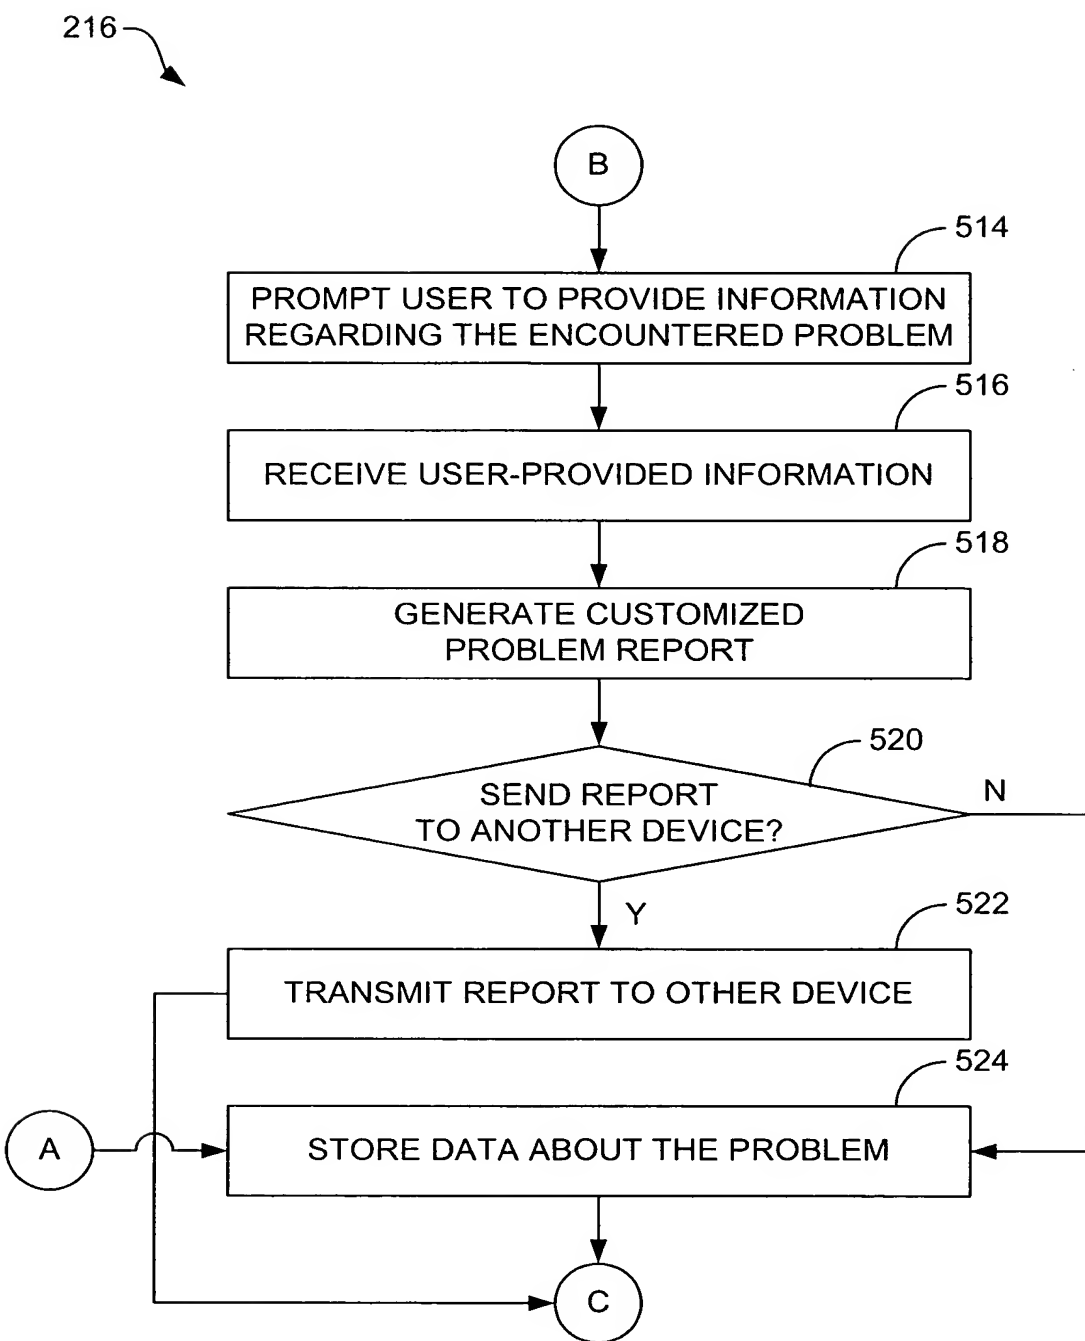 216
B
514
PROMPT USER TO PROVIDE INFORMATION
REGARDING THE ENCOUNTERED PROBLEM
516
RECEIVE USER-PROVIDED INFORMATION
518
GENERATE CUSTOMIZED
PROBLEM REPORT
520
SEND REPORT
TO ANOTHER DEVICE?
N
Y
522
TRANSMIT REPORT TO OTHER DEVICE
524
A
STORE DATA ABOUT THE PROBLEM
C